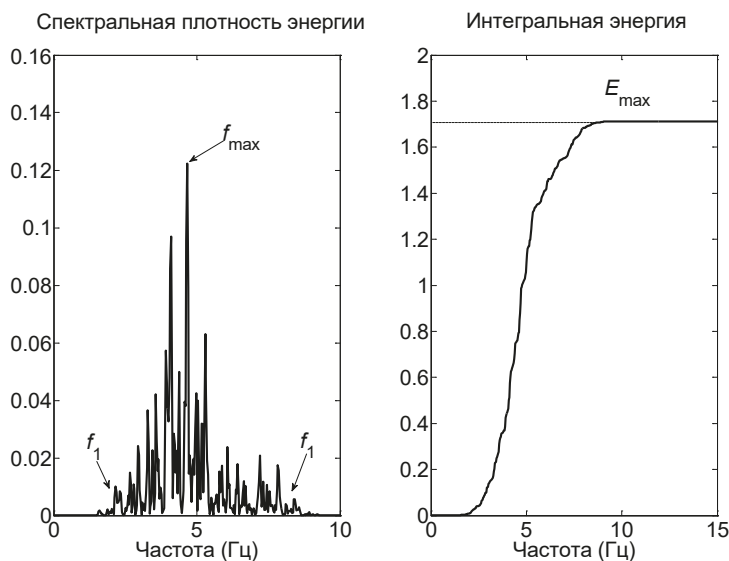 Спектральная плотность энергии
0.16
0.14
0.12
0.1
0.08
0.06
0.04
0.02
0
0 5 10
Частота (Гц)
f max
f 1
f 1
Интегральная энергия
2
1.8
1.6
1.4
1.2
1
0.8
0.6
0.4
0.2
0
0 5 10 15
Частота (Гц)
E max